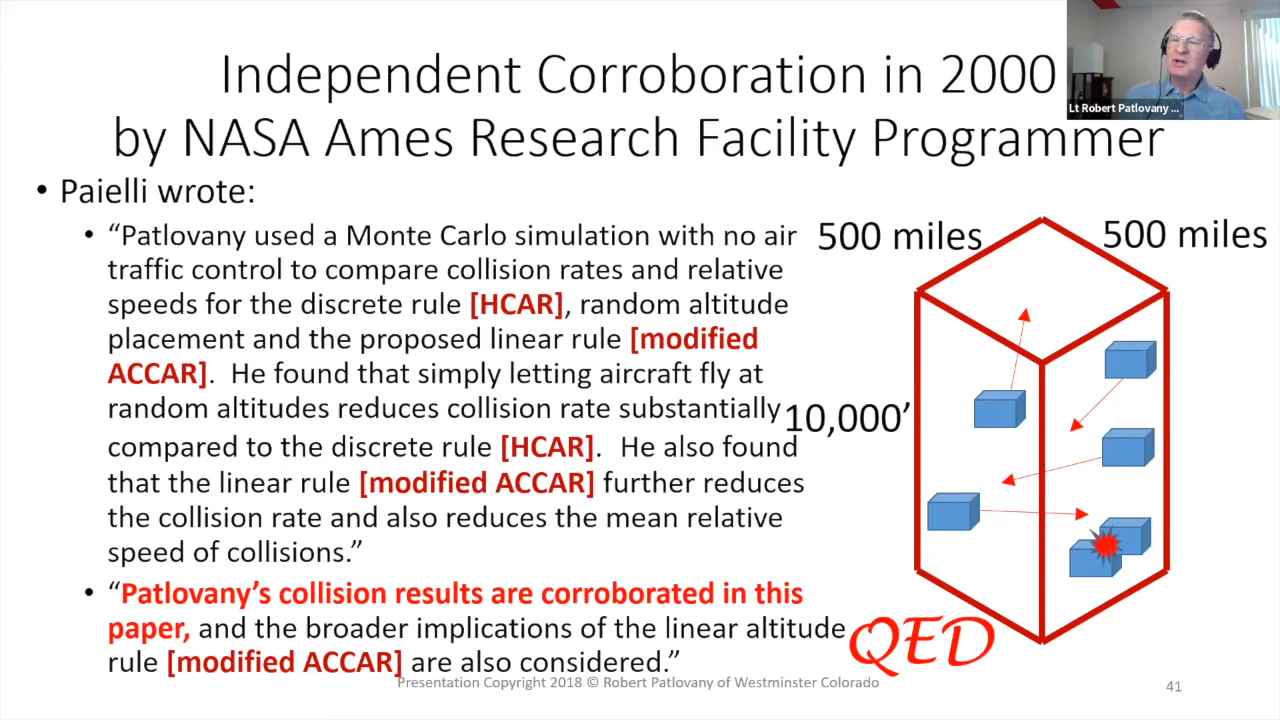 Independent Corroboration in 2000
by NASA Ames Research Facility Programmer
Lt Robert Patlovany ...
• Paielli wrote:
• “Patlovany used a Monte Carlo simulation with no air
traffic control to compare collision rates and relative
speeds for the discrete rule [HCAR], random altitude
placement and the proposed linear rule [modified
ACCAR]. He found that simply letting aircraft fly at
random altitudes reduces collision rate substantially
compared to the discrete rule [HCAR]. He also found
that the linear rule [modified ACCAR] further reduces
the collision rate and also reduces the mean relative
speed of collisions.”
• “Patlovany’s collision results are corroborated in this
paper, and the broader implications of the linear altitude
rule [modified ACCAR] are also considered.”
500 miles
500 miles
10,000’
QED
Presentation Copyright 2018 © Robert Patlovany of Westminster Colorado
41